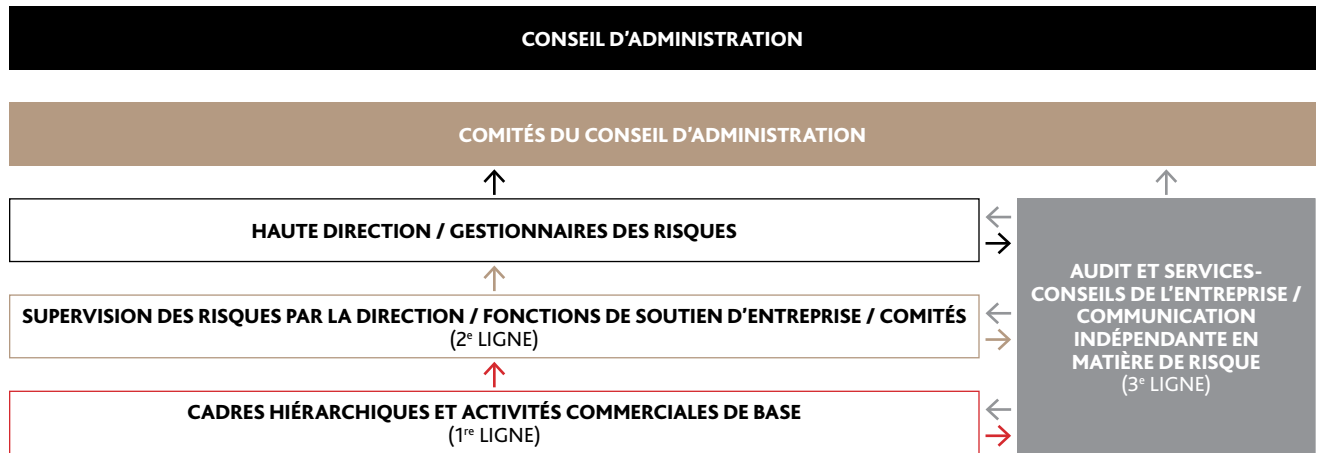 CONSEIL D'ADMINISTRATION
COMITÉS DU CONSEIL D'ADMINISTRATION
HAUTE DIRECTION / GESTIONNAIRES DES RISQUES
SUPERVISION DES RISQUES PAR LA DIRECTION / FONCTIONS DE SOUTIEN D'ENTREPRISE / COMITÉS
(2e LIGNE)
CADRES HIÉRARCHIQUES ET ACTIVITÉS COMMERCIALES DE BASE
(1re LIGNE)
AUDIT ET SERVICES-
CONSEILS DE L'ENTREPRISE /
COMMUNICATION
INDÉPENDANTE EN
MATIÈRE DE RISQUE
(3e LIGNE)